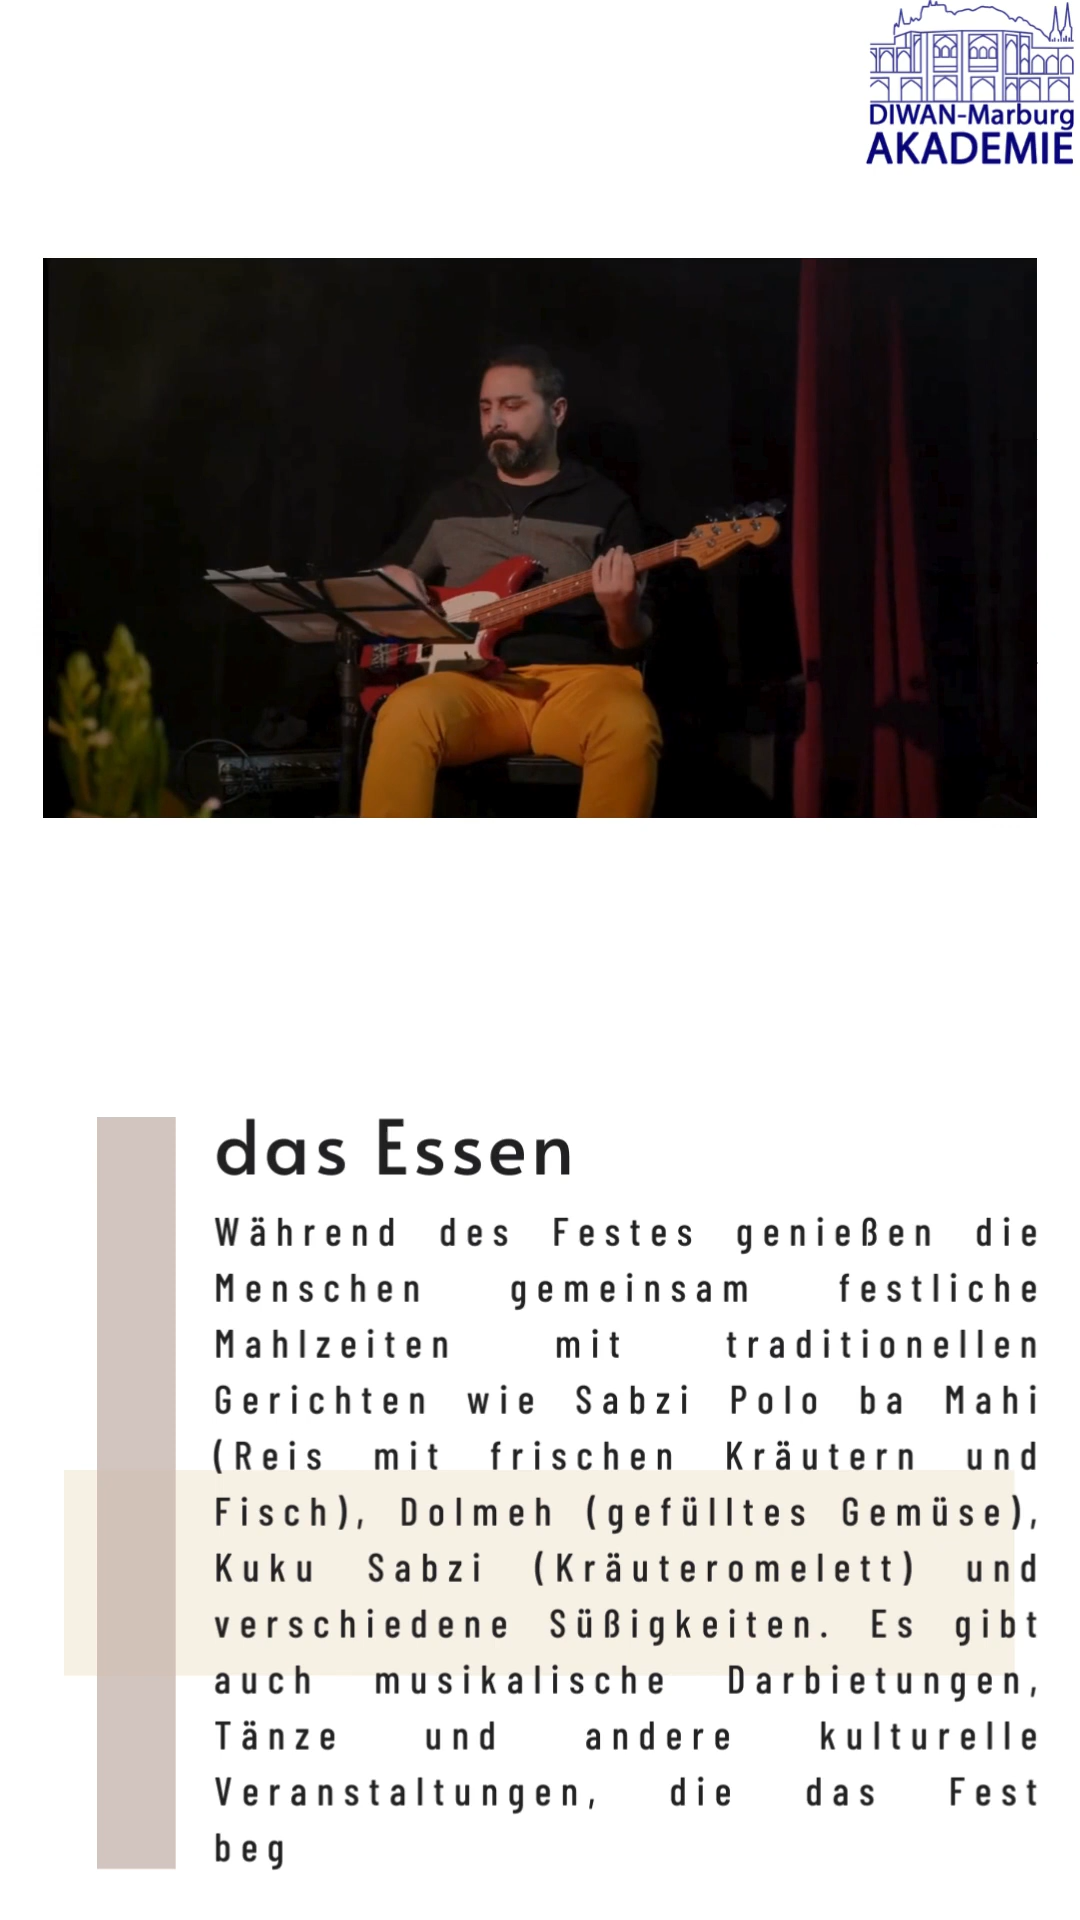 DIWAN-Marburg
AKADEMIE
das Essen
Während des Festes genießen die
Menschen gemeinsam festliche
Mahlzeiten mit traditionellen
Gerichten wie Sabzi Polo ba Mahi
(Reis mit frischen Kräutern und
Fisch), Dolmeh (gefülltes Gemüse),
Kuku Sabzi (Kräuteromelett) und
verschiedene Süßigkeiten. Es gibt
auch musikalische Darbietungen,
Tänze und andere kulturelle
Veranstaltungen, die das Fest
beg